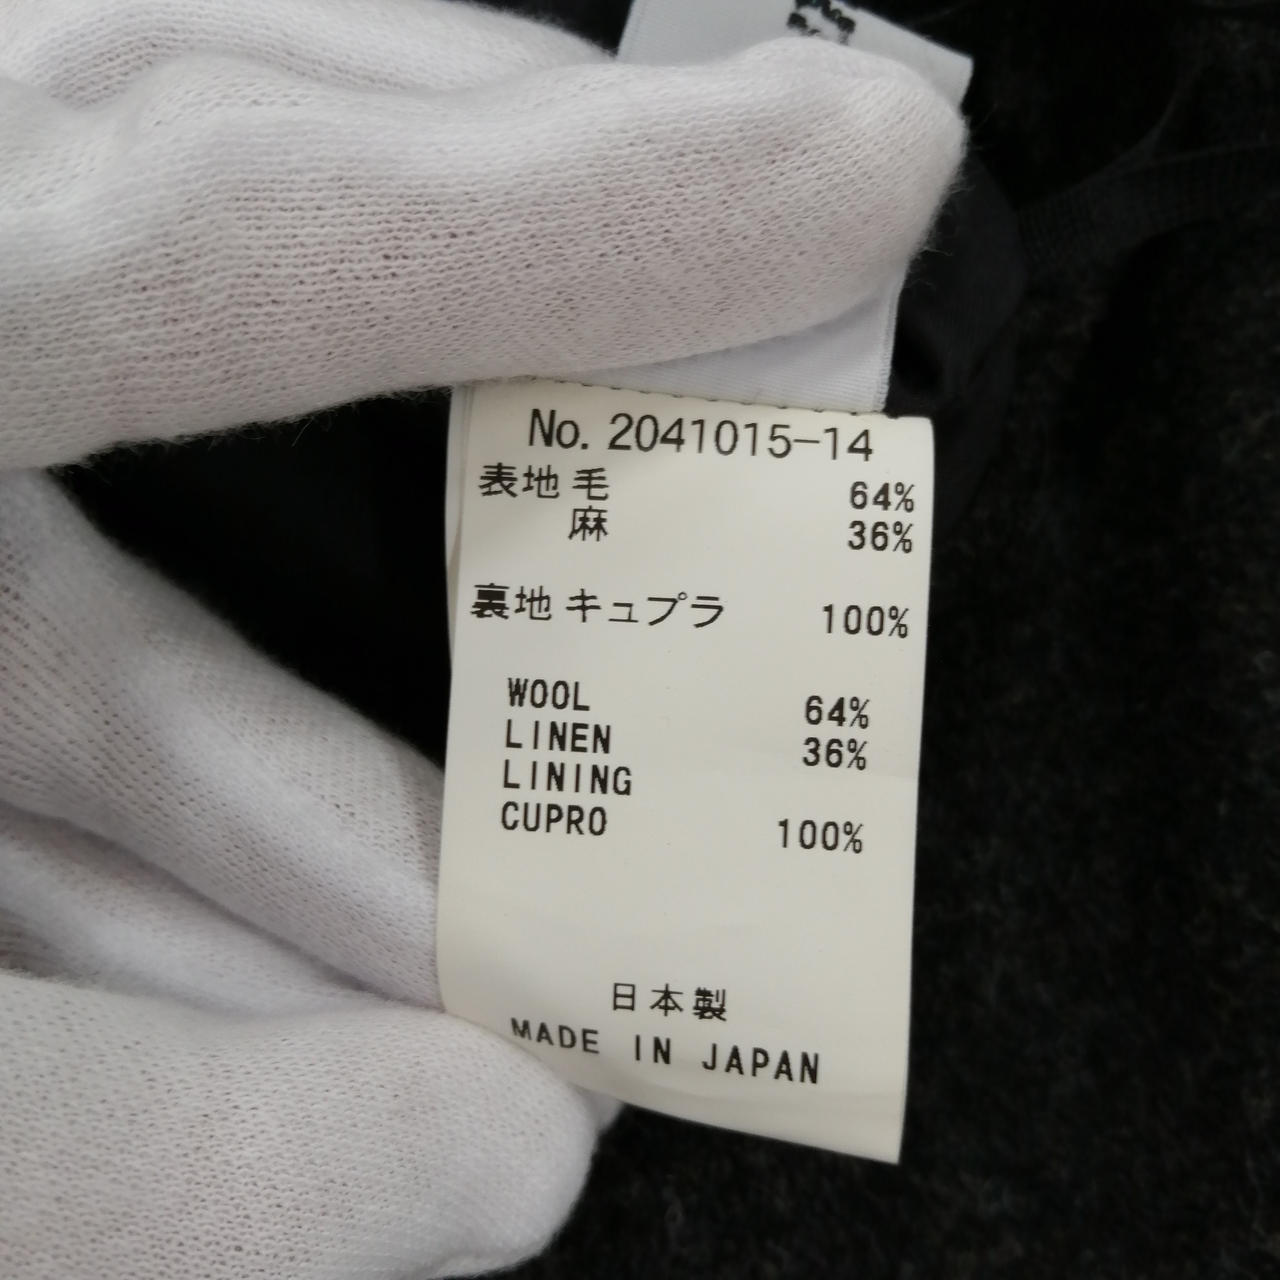 No. 2041015-14
表地 毛 64%
麻 36%
裏地 キュプラ 100%
WOOL 64%
LINEN 36%
LINING
CUPRO 100%
日本製
MADE IN JAPAN